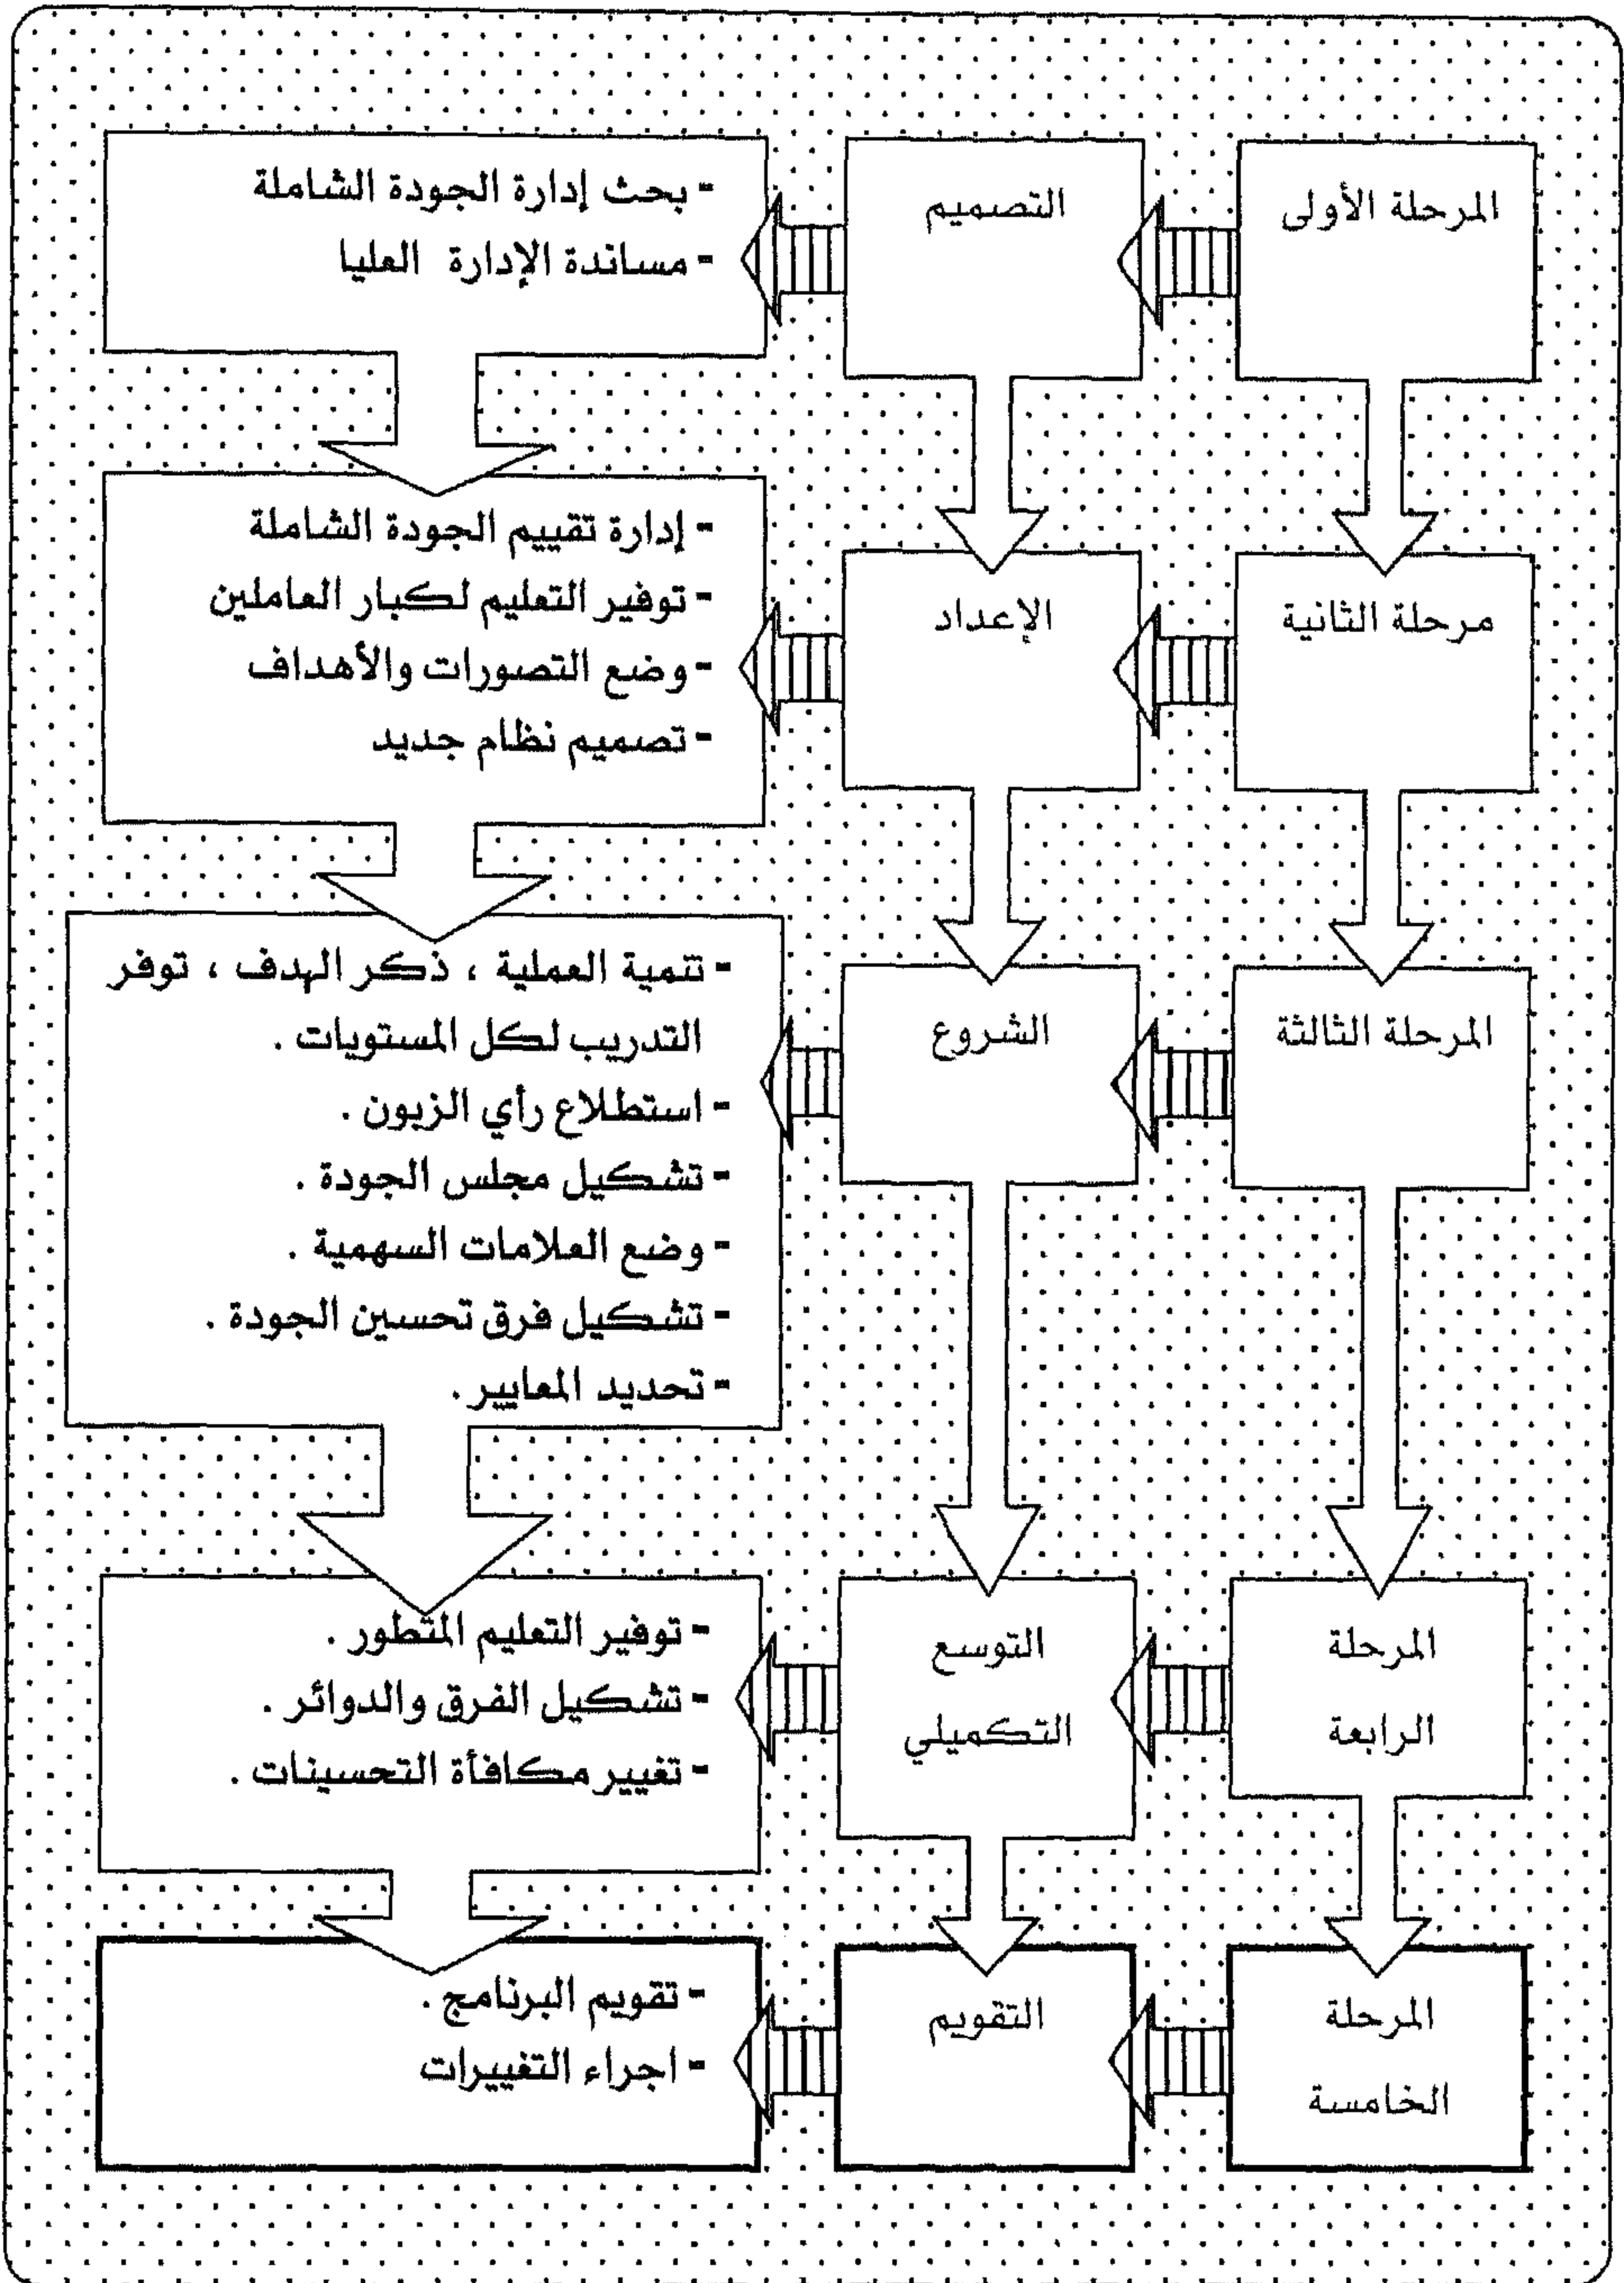 المرحلة الأولى
التصميم
- بحث إدارة الجودة الشاملة
- مساندة الإدارة العليا
مرحلة الثانية
الإعداد
- إدارة تقييم الجودة الشاملة
- توفير التعليم لكبار العاملين
- وضع التصورات والأهداف
- تصميم نظام جديد
المرحلة الثالثة
الشروع
- تنمية العملية ، ذكر الهدف ، توفر
التدريب لكل المستويات .
- استطلاع رأي الزبون .
- تشكيل مجلس الجودة .
- وضع العلامات السهمية .
- تشكيل فرق تحسين الجودة .
- تحديد المعايير .
المرحلة
الرابعة
التوسع
التكميلي
- توفير التعليم المتطور .
- تشكيل الفرق والدوائر .
- تغيير مكافأة التحسينات .
المرحلة
الخامسة
التقويم
- تقويم البرنامج .
- اجراء التغييرات